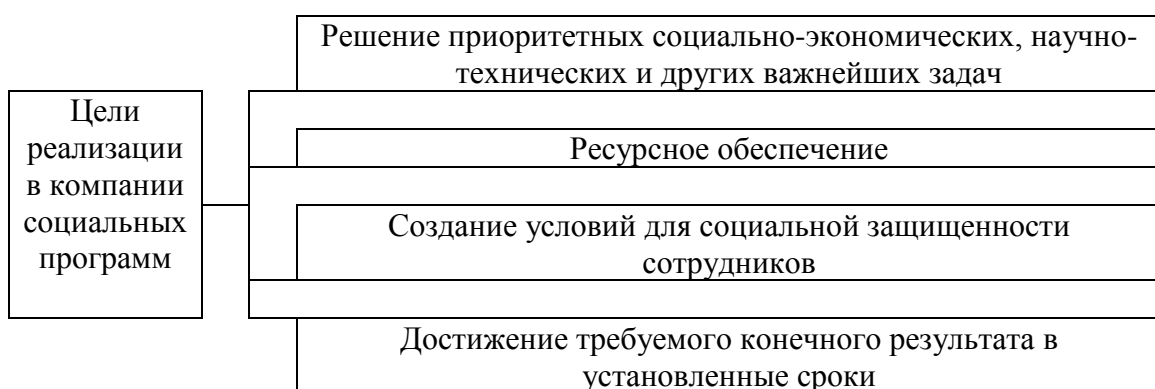 Решение приоритетных социально-экономических, научно-
технических и других важнейших задач
Цели
реализации
в компании
социальных
программ
Ресурсное обеспечение
Создание условий для социальной защищенности
сотрудников
Достижение требуемого конечного результата в
установленные сроки